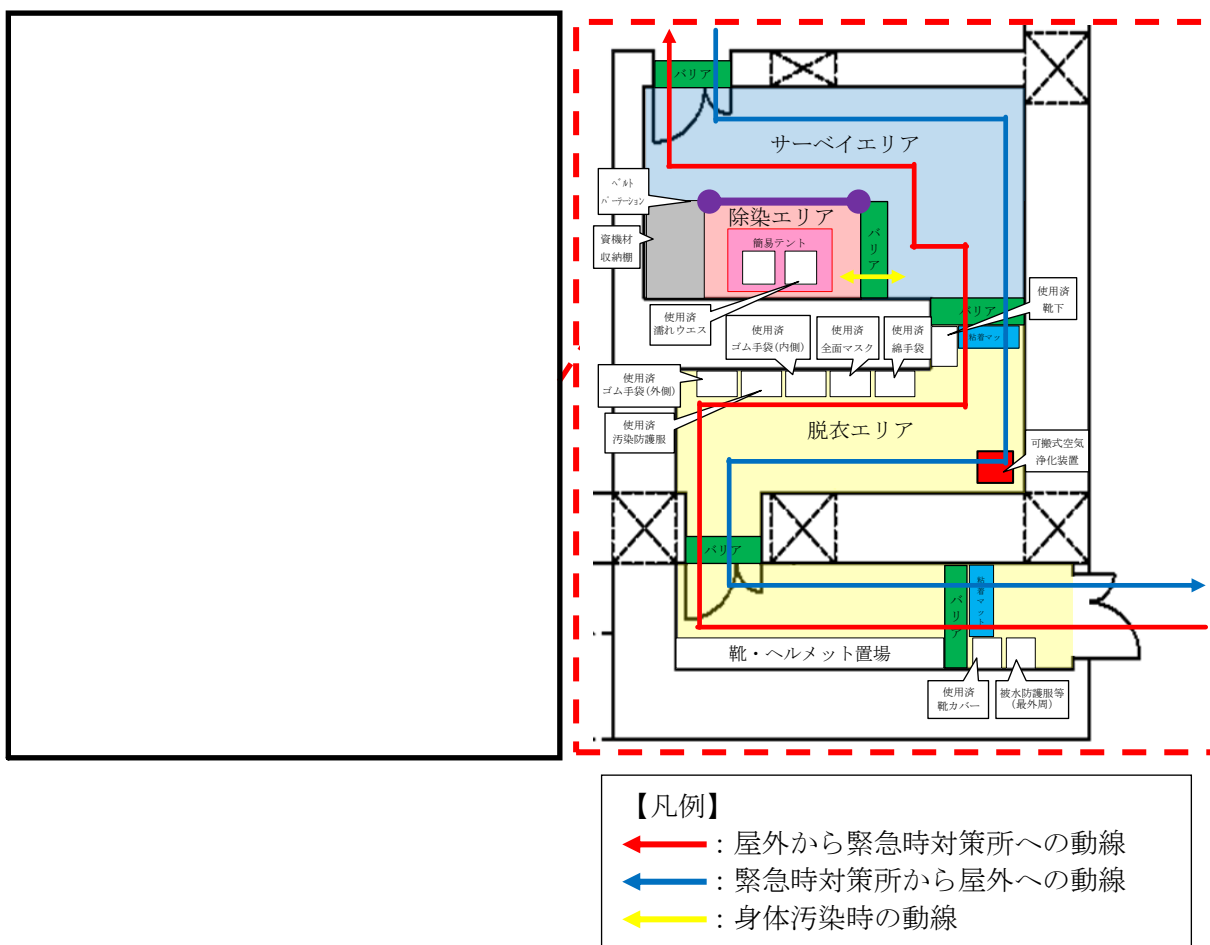 バリア
サーベイエリア
ベルト
パーテーション
除染エリア
資機材
収納棚
簡易テント
バリア
使用済
濡れウエス
使用済
ゴム手袋(内側)
使用済
全面マスク
使用済
綿手袋
バリア
使用済
靴下
粘着マット
使用済
ゴム手袋(外側)
使用済
汚染防護服
脱衣エリア
可搬式空気
浄化装置
バリア
バリア
粘着マット
靴・ヘルメット置場
使用済
靴カバー
被水防護服等
(最外周)
【凡例】
:屋外から緊急時対策所への動線
:緊急時対策所から屋外への動線
:身体汚染時の動線